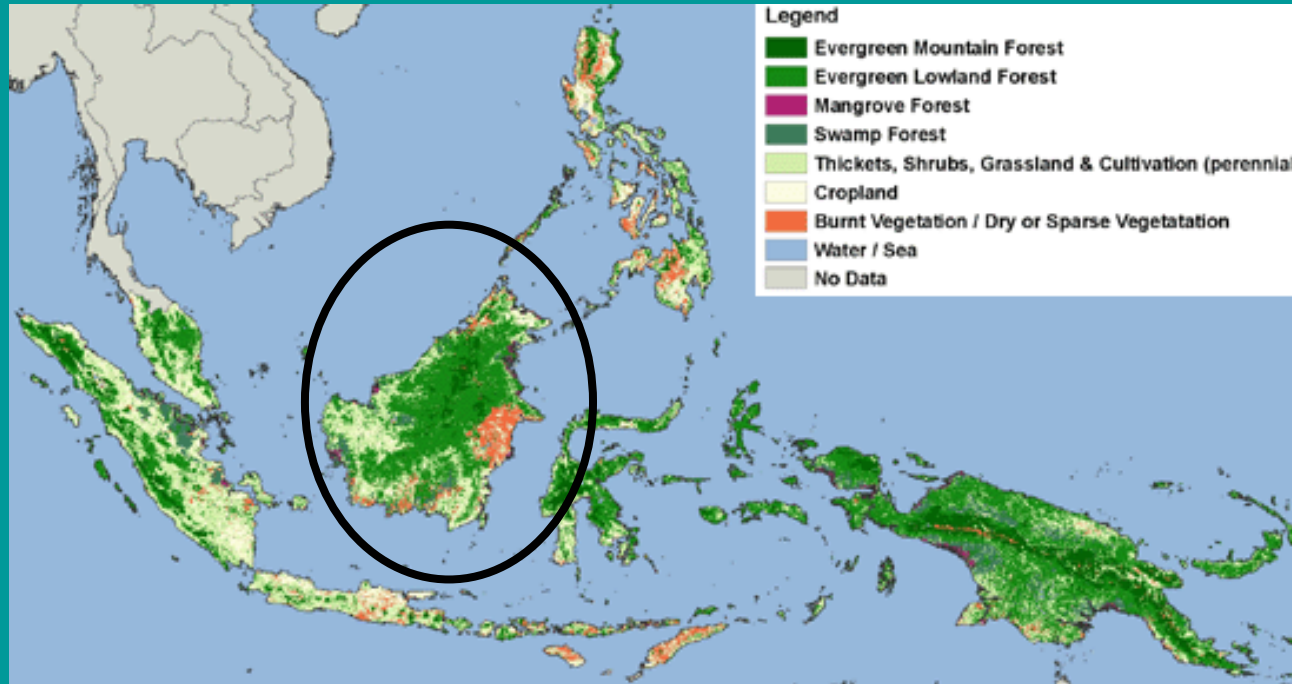 Legend
Evergreen Mountain Forest
Evergreen Lowland Forest
Mangrove Forest
Swamp Forest
Thickets, Shrubs, Grassland & Cultivation (perennial
Cropland
Burnt Vegetation / Dry or Sparse Vegetatation
Water / Sea
No Data